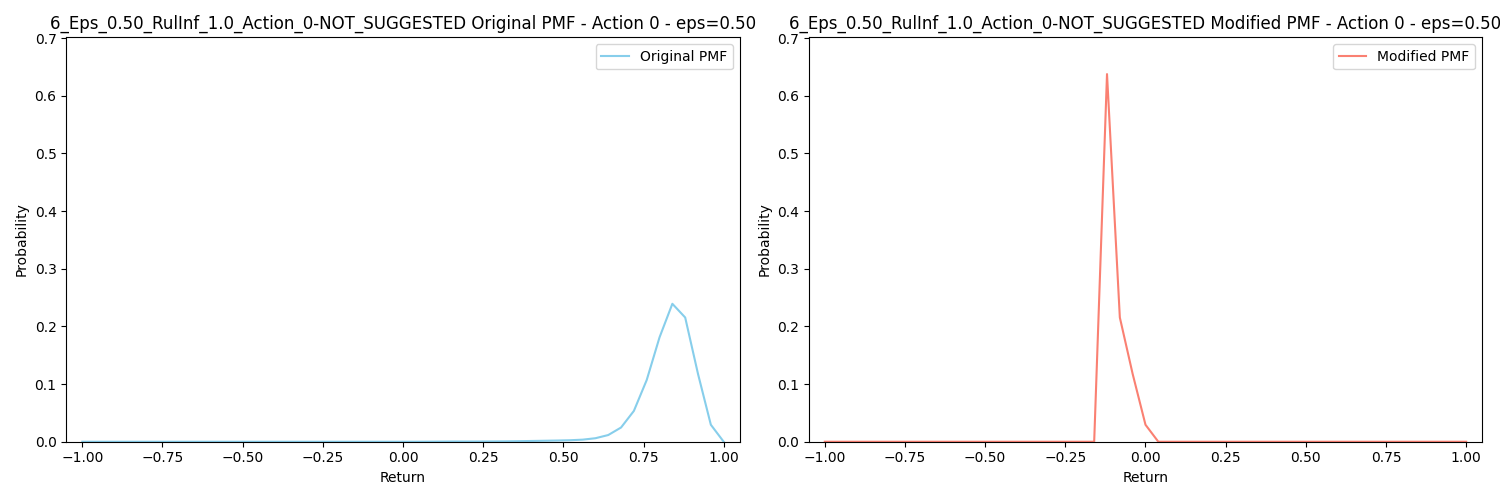 6_Eps_0.50_RulInf_1.0_Action_0-NOT_SUGGESTED Original PMF - Action 0 - eps=0.50
0.7
0.6
0.5
0.4
0.3
0.2
0.1
0.0
Probability
Original PMF
−1.00 −0.75 −0.50 −0.25 0.00 0.25 0.50 0.75 1.00
Return
6_Eps_0.50_RulInf_1.0_Action_0-NOT_SUGGESTED Modified PMF - Action 0 - eps=0.50
0.7
0.6
0.5
0.4
0.3
0.2
0.1
0.0
Probability
Modified PMF
−1.00 −0.75 −0.50 −0.25 0.00 0.25 0.50 0.75 1.00
Return